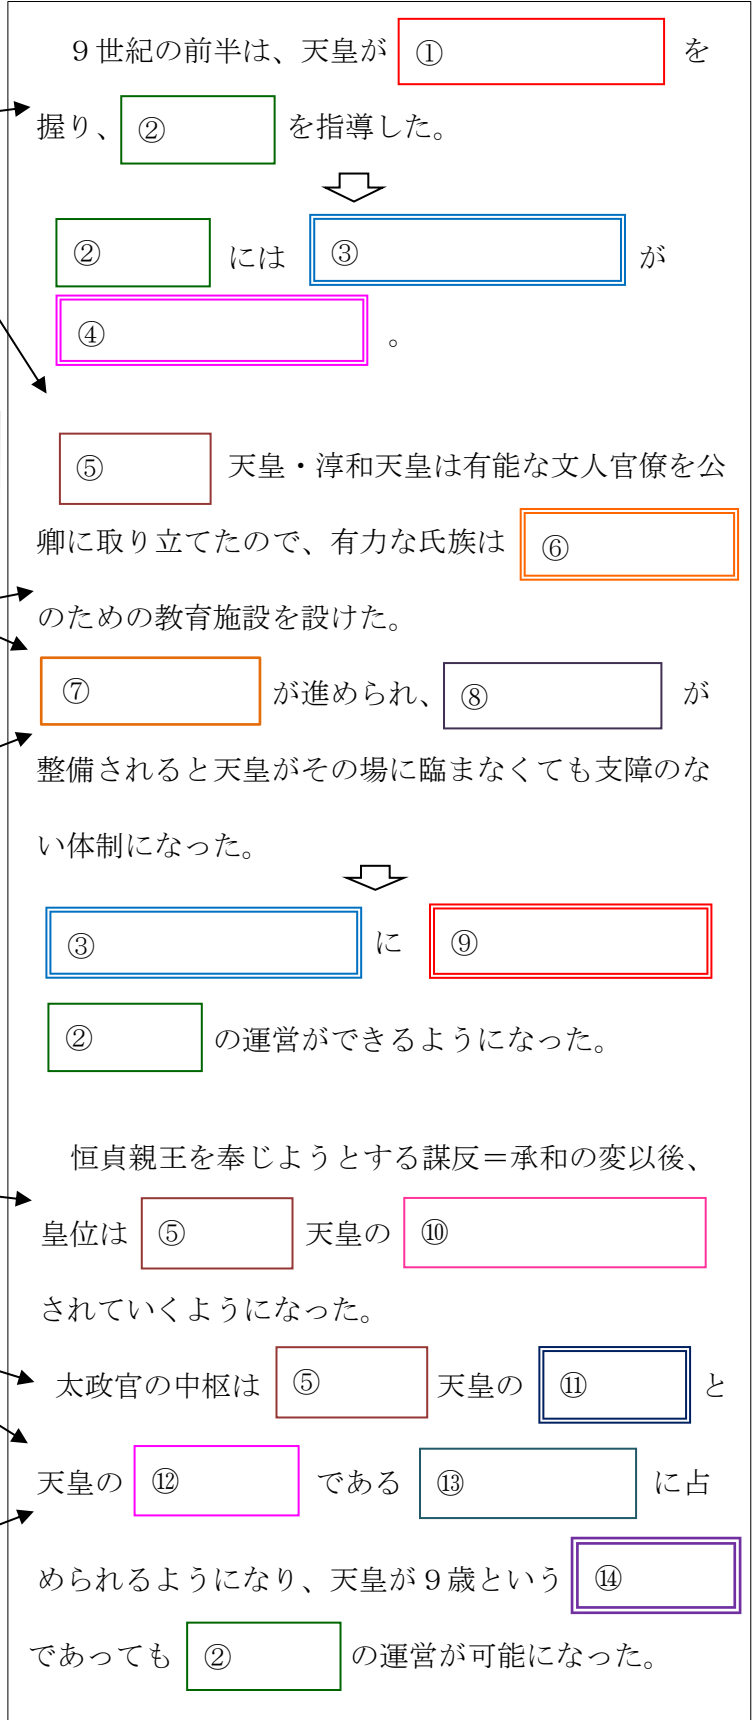 9世紀の前半は、天皇が ① を
握り、 ② を指導した。
② には ③ が
④ 。
⑤ 天皇・淳和天皇は有能な文人官僚を公
卿に取り立てたので、有力な氏族は ⑥
のための教育施設を設けた。
⑦ が進められ、 ⑧ が
整備されると天皇がその場に臨まなくても支障のな
い体制になった。
③ に ⑨
② の運営ができるようになった。
恒貞親王を奉じようとする謀反＝承和の変以後、
皇位は ⑤ 天皇の ⑩
されていくようになった。
太政官の中枢は ⑤ 天皇の ⑪ と
天皇の ⑫ である ⑬ に占
められるようになり、天皇が9歳という ⑭
であっても ② の運営が可能になった。